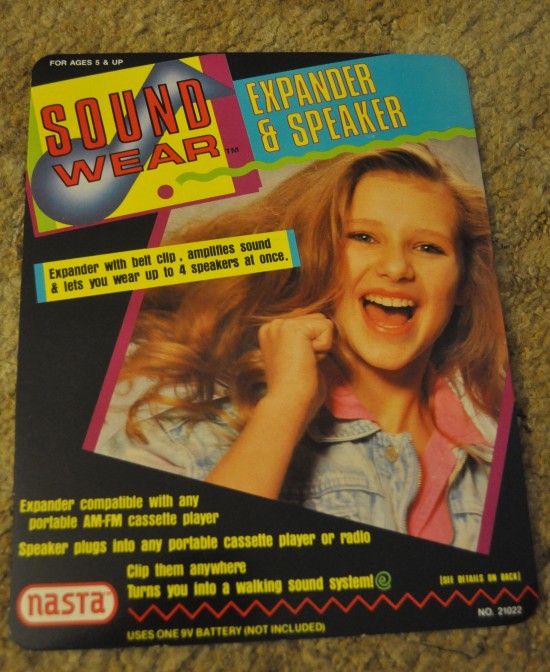 FOR AGES 5 & UP
SOUND
WEAR™
EXPANDER
& SPEAKER
Expander with belt clip, amplifies sound
& lets you wear up to 4 speakers at once.
Expander compatible with any
portable AM-FM cassette player
Speaker plugs into any portable cassette player or radio
Clip them anywhere
Turns you into a walking sound system!
(SEE DETAILS ON BACK)
nasta
NO. 21022
USES ONE 9V BATTERY (NOT INCLUDED)